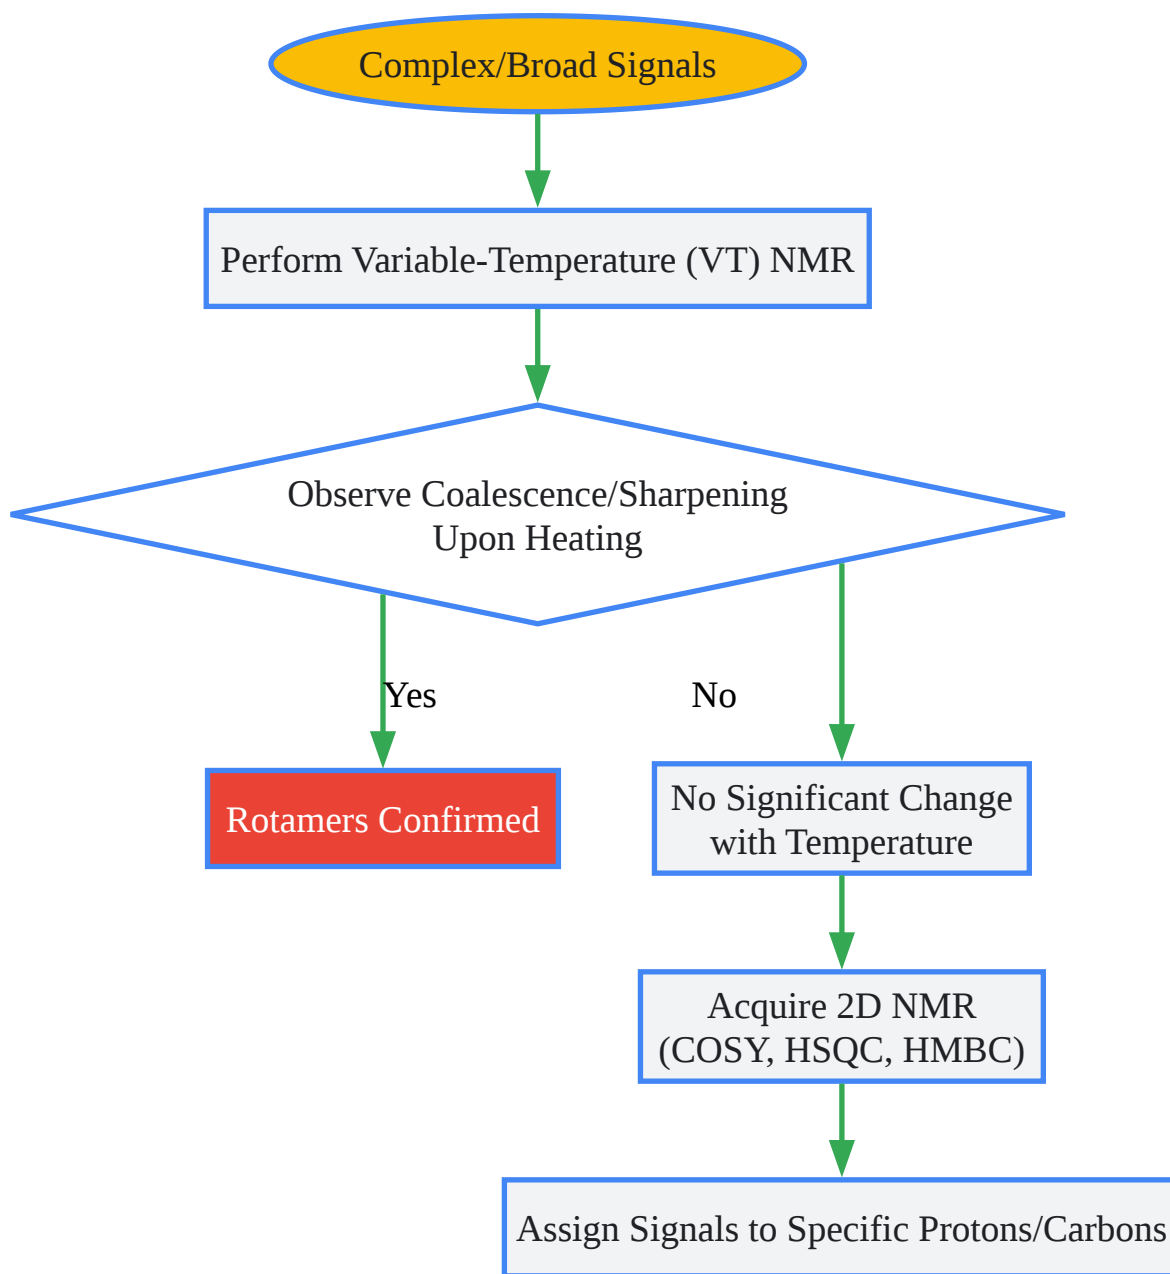 Complex/Broad Signals
Perform Variable-Temperature (VT) NMR
Observe Coalescence/Sharpening
Upon Heating
Yes
No
Rotamers Confirmed
No Significant Change
with Temperature
Acquire 2D NMR
(COSY, HSQC, HMBC)
Assign Signals to Specific Protons/Carbons